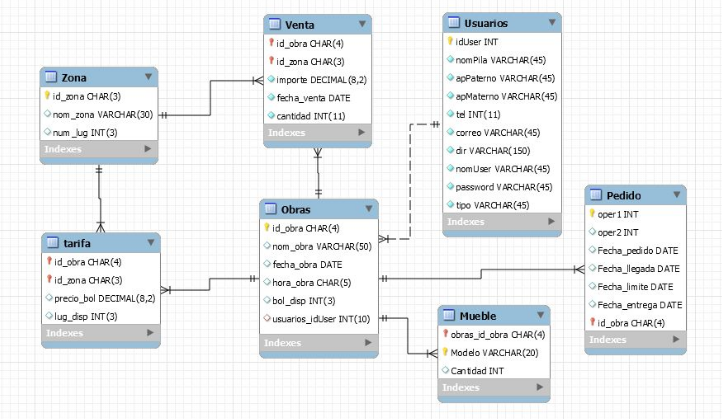 Zona
id_zona CHAR(3)
nom_zona VARCHAR(30)
num_lug INT(3)
Indexes
Venta
id_obra CHAR(4)
id_zona CHAR(3)
importe DECIMAL(8,2)
fecha_venta DATE
cantidad INT(11)
Indexes
Usuarios
idUser INT
nomPila VARCHAR(45)
apPaterno VARCHAR(45)
apMaterno VARCHAR(45)
tel INT(11)
correo VARCHAR(45)
dir VARCHAR(150)
nomUser VARCHAR(45)
password VARCHAR(45)
tipo VARCHAR(45)
Indexes
tarifa
id_obra CHAR(4)
id_zona CHAR(3)
precio_bol DECIMAL(8,2)
lug_disp INT(3)
Indexes
Obras
id_obra CHAR(4)
nom_obra VARCHAR(50)
fecha_obra DATE
hora_obra CHAR(5)
bol_disp INT(3)
usuarios_idUser INT(10)
Indexes
Mueble
obras_id_obra CHAR(4)
Modelo VARCHAR(20)
Cantidad INT
Indexes
Pedido
oper1 INT
oper2 INT
Fecha_pedido DATE
Fecha_llegada DATE
Fecha_limite DATE
Fecha_entrega DATE
id_obra CHAR(4)
Indexes